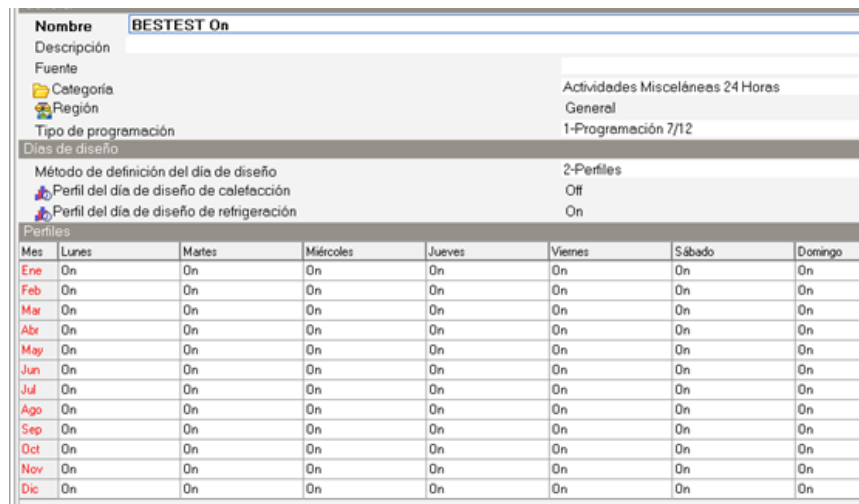 Nombre BESTEST On
Descripción
Fuente
Categoría Actividades Misceláneas 24 Horas
Región General
Tipo de programación 1-Programación 7/12
Días de diseño
Método de definición del día de diseño 2-Perfiles
Perfil del día de diseño de calefacción Off
Perfil del día de diseño de refrigeración On
Perfiles
Mes Lunes Martes Miércoles Jueves Viernes Sábado Domingo
Ene On On On On On On On
Feb On On On On On On On
Mar On On On On On On On
Abr On On On On On On On
May On On On On On On On
Jun On On On On On On On
Jul On On On On On On On
Ago On On On On On On On
Sep On On On On On On On
Oct On On On On On On On
Nov On On On On On On On
Dic On On On On On On On